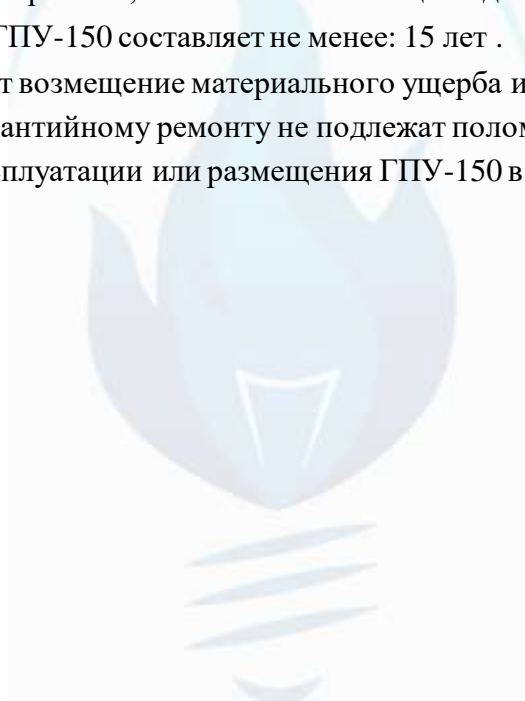 ГПУ-150 составляет не менее: 15 лет .
т возмещение материального ущерба и
антийному ремонту не подлежат полом
плуатации или размещения ГПУ-150 в